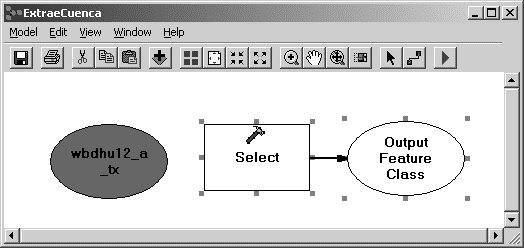 ExtraeCuenca
Model Edit View Window Help
wbdhu12_a
_tx
Select
Output
Feature
Class